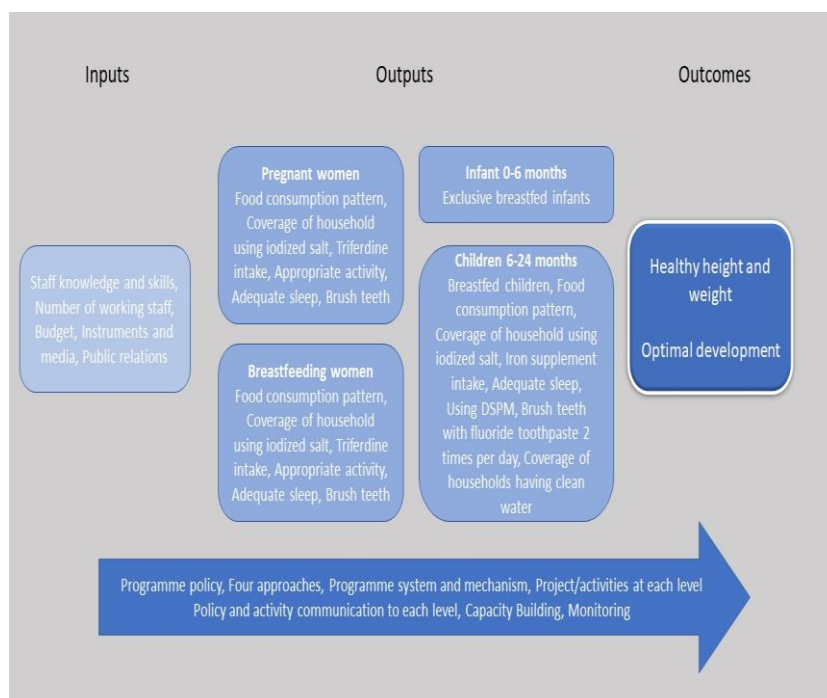 Inputs
Outputs
Outcomes
Staff knowledge and skills,
Number of working staff,
Budget, Instruments and
media, Public relations
Pregnant women
Food consumption pattern,
Coverage of household
using iodized salt, Triferdine
intake, Appropriate activity,
Adequate sleep, Brush teeth
Breastfeeding women
Food consumption pattern,
Coverage of household
using iodized salt, Triferdine
intake, Appropriate activity,
Adequate sleep, Brush teeth
Infant 0-6 months
Exclusive breastfed infants
Children 6-24 months
Breastfed children, Food
consumption pattern,
Coverage of household using
iodized salt, Iron supplement
intake, Adequate sleep,
Using DSPM, Brush teeth
with fluoride toothpaste 2
times per day, Coverage of
households having clean
water
Healthy height and
weight
Optimal development
Programme policy, Four approaches, Programme system and mechanism, Project/activities at each level
Policy and activity communication to each level, Capacity Building, Monitoring